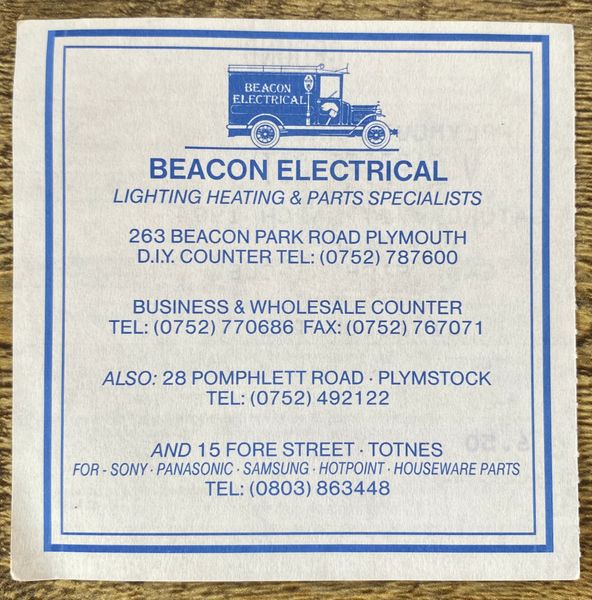 BEACON
ELECTRICAL
BEACON ELECTRICAL
LIGHTING HEATING & PARTS SPECIALISTS
263 BEACON PARK ROAD PLYMOUTH
D.I.Y. COUNTER TEL: (0752) 787600
BUSINESS & WHOLESALE COUNTER
TEL: (0752) 770686 FAX: (0752) 767071
ALSO: 28 POMPHLETT ROAD · PLYMSTOCK
TEL: (0752) 492122
AND 15 FORE STREET · TOTNES
FOR - SONY · PANASONIC · SAMSUNG · HOTPOINT · HOUSEWARE PARTS
TEL: (0803) 863448